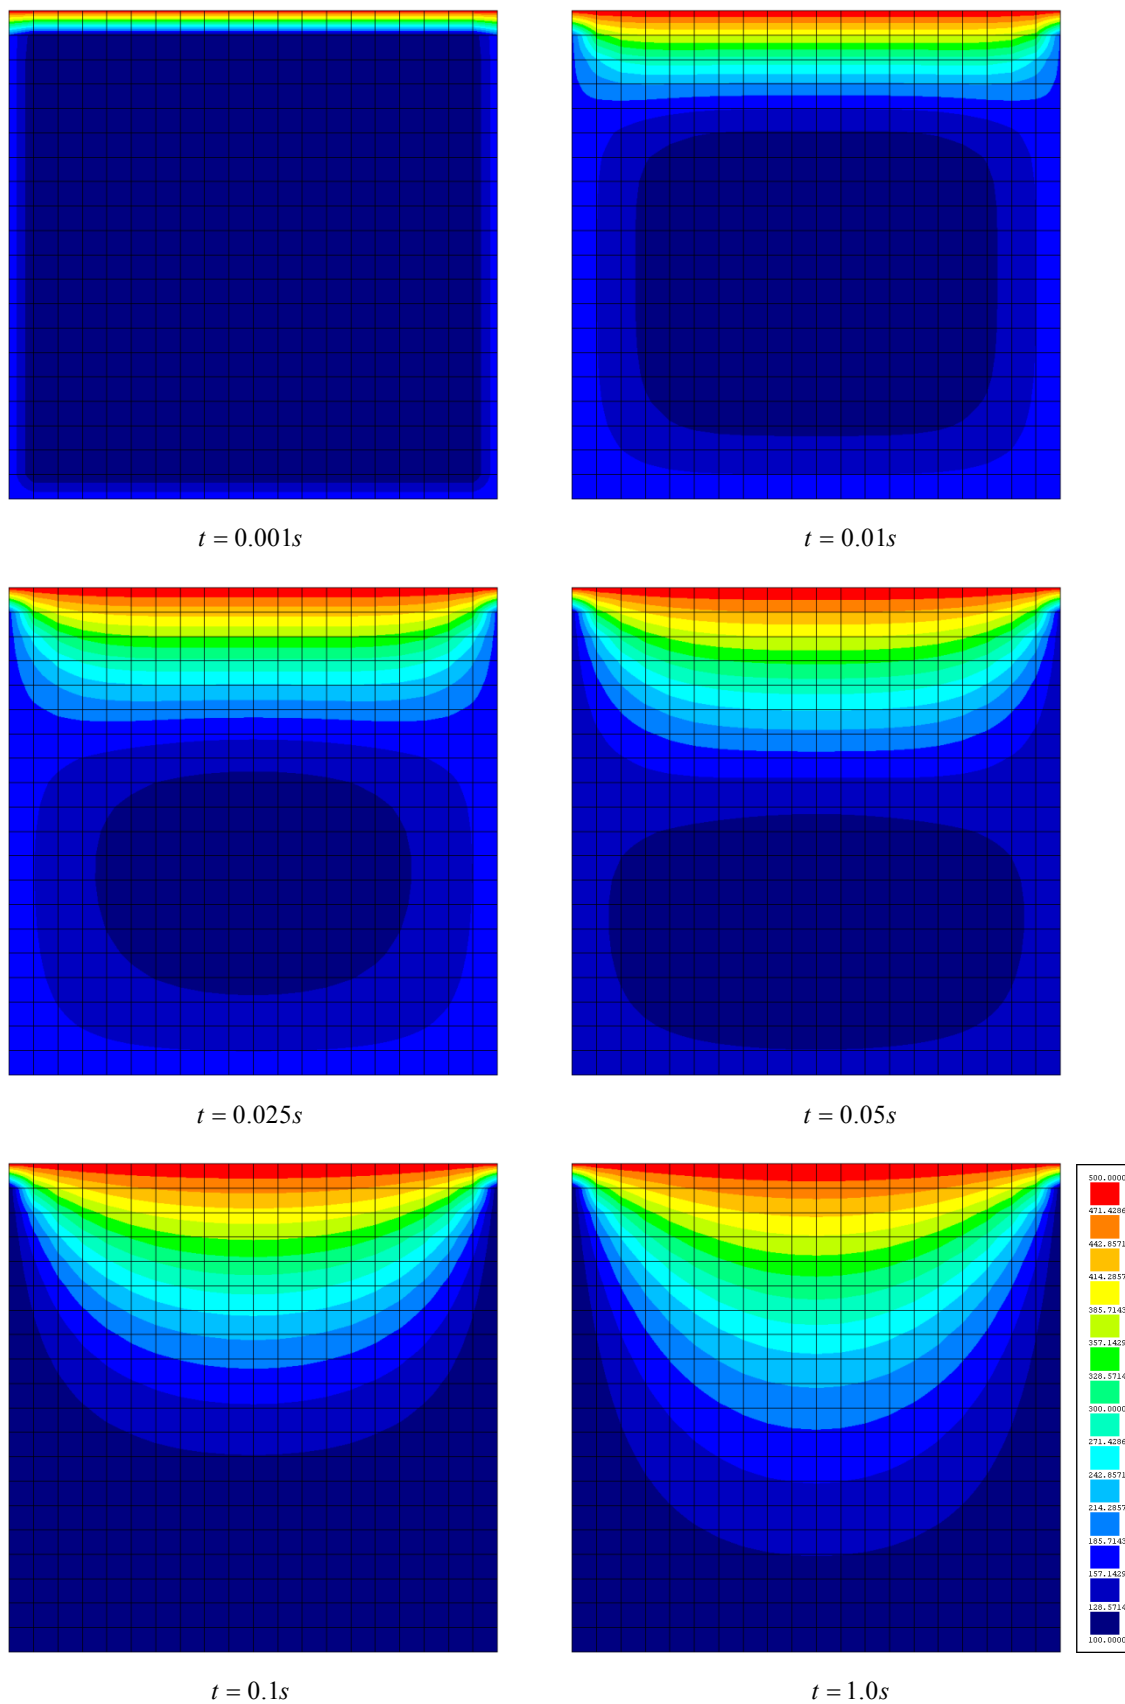 t = 0.001s
t = 0.01s
t = 0.025s
t = 0.05s
500.0000
471.4286
442.8571
414.2857
385.7143
357.1429
328.5714
300.0000
271.4286
242.8571
214.2857
185.7143
157.1429
128.5714
100.0000
t = 0.1s
t = 1.0s